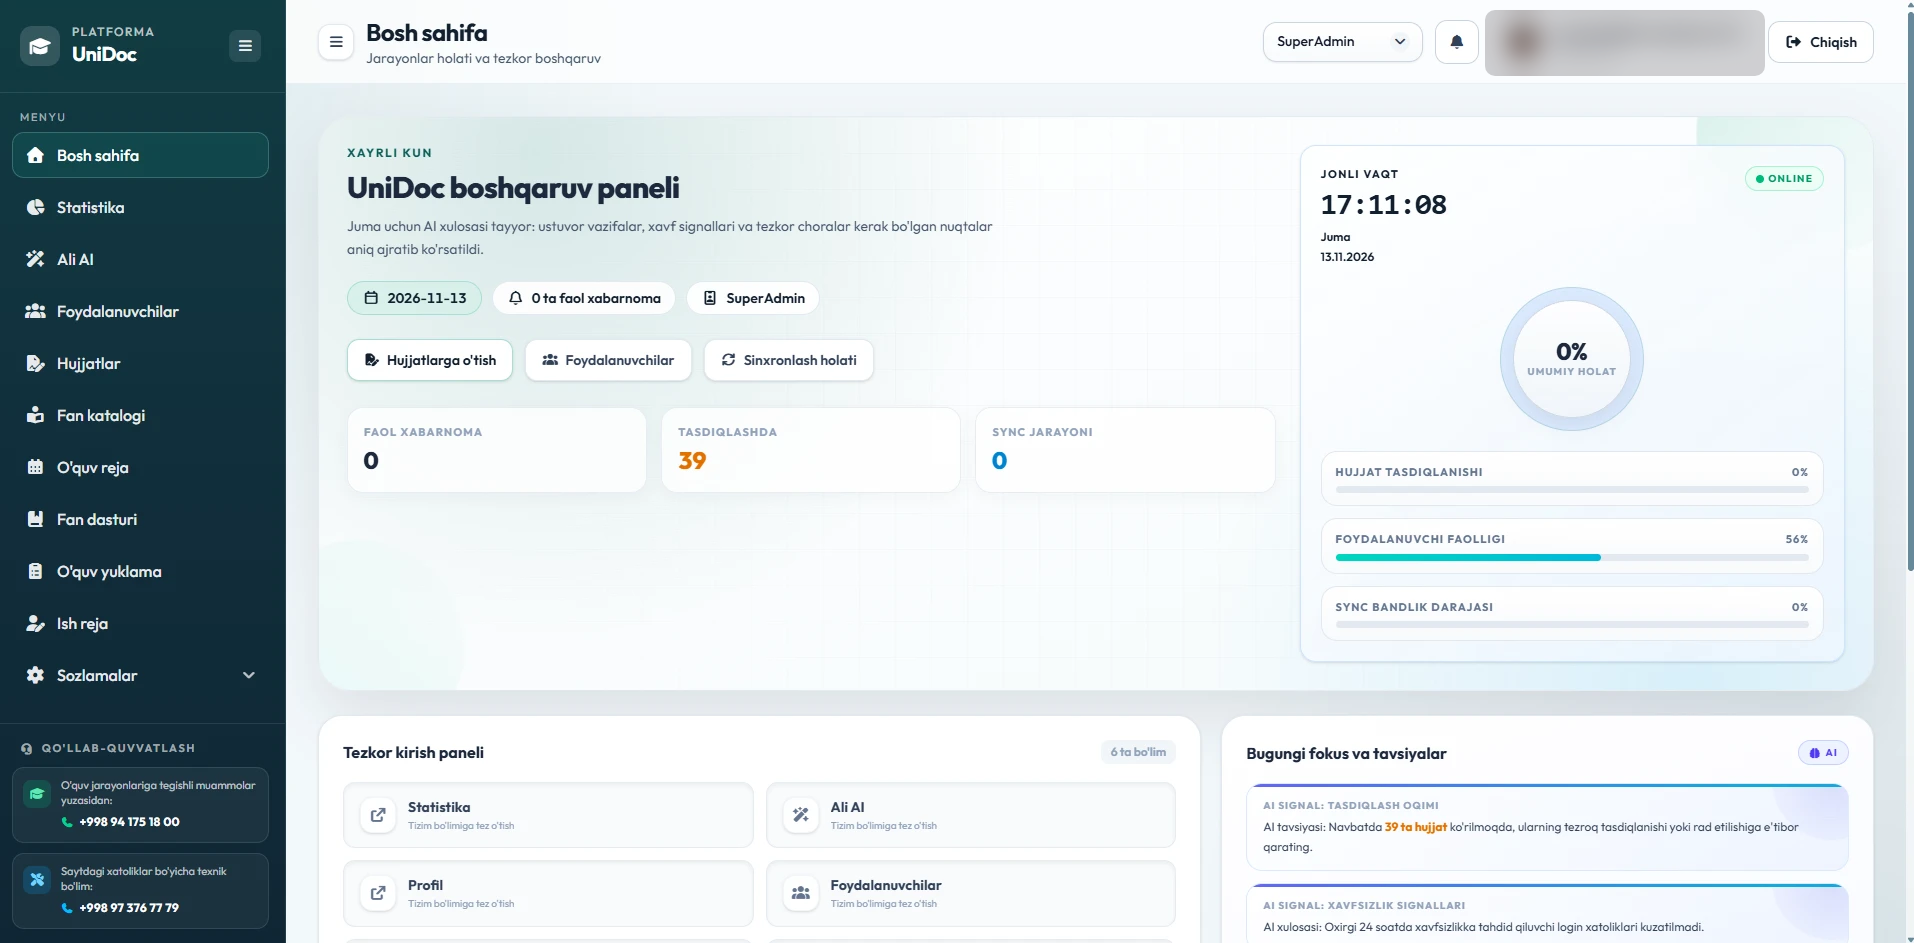 PLATFORMA
UniDoc
MENYU
Bosh sahifa
Statistika
Ali AI
Foydalanuvchilar
Hujjatlar
Fan katalogi
O'quv reja
Fan dasturi
O'quv yuklama
Ish reja
Sozlamalar
QO'LLAB-QUVVATLASH
O'quv jarayonlariga tegishli muammolar
yuzasidan:
+998 94 175 18 00
Saytdagi xatoliklar bo'yicha texnik
bo'lim:
+998 97 376 77 79
Bosh sahifa
Jarayonlar holati va tezkor boshqaruv
SuperAdmin
Chiqish
XAYRLI KUN
UniDoc boshqaruv paneli
Juma uchun AI xulosasi tayyor: ustuvor vazifalar, xavf signallari va tezkor choralar kerak bo'lgan nuqtalar
aniq ajratib ko'rsatildi.
2026-11-13
0 ta faol xabarnoma
SuperAdmin
Hujjatlarga o'tish
Foydalanuvchilar
Sinxronlash holati
FAOL XABARNOMA
0
TASDIQLASHDA
39
SYNC JARAYONI
0
JONLI VAQT
ONLINE
17:11:08
Juma
13.11.2026
0%
UMUMIY HOLAT
HUJJAT TASDIQLANISHI 0%
FOYDALANUVCHI FAOLLIGI 56%
SYNC BANDLIK DARAJASI 0%
Tezkor kirish paneli
6 ta bo'lim
Statistika
Tizim bo'limiga tez o'tish
Ali AI
Tizim bo'limiga tez o'tish
Profil
Tizim bo'limiga tez o'tish
Foydalanuvchilar
Tizim bo'limiga tez o'tish
Bugungi fokus va tavsiyalar
AI
AI SIGNAL: TASDIQLASH OQIMI
AI tavsiyasi: Navbatda 39 ta hujjat ko'rilmoqda, ularning tezroq tasdiqlanishi yoki rad etilishiga e'tibor
qarating.
AI SIGNAL: XAVFSIZLIK SIGNALLARI
AI xulosasi: Oxirgi 24 soatda xavfsizlikka tahdid qiluvchi login xatoliklari kuzatilmadi.